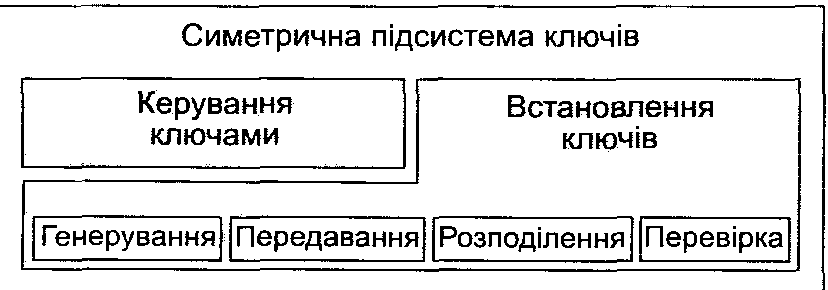 Симетрична підсистема ключів
Керування
ключами
Встановлення
ключів
Генерування
Передавання
Розподілення
Перевірка